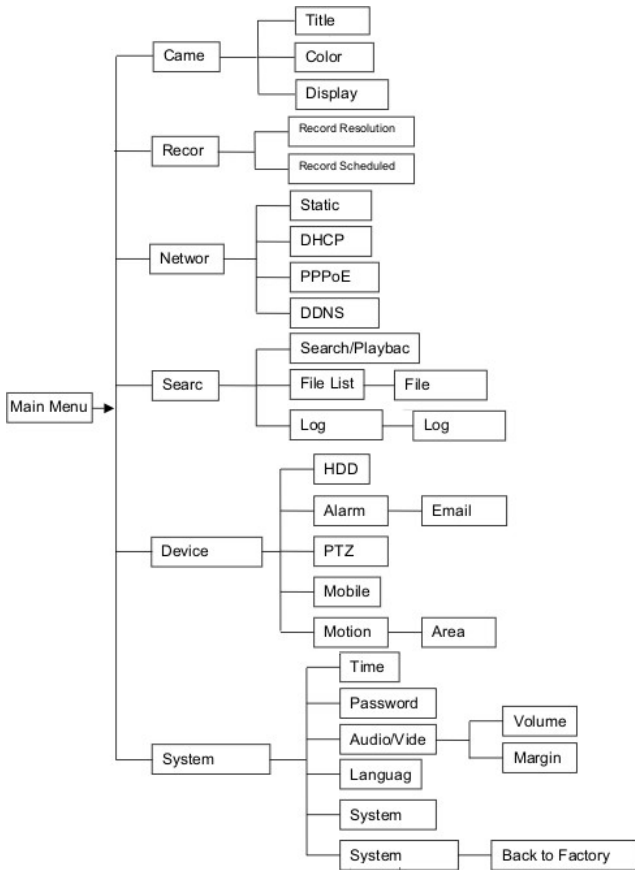 Main Menu
Came
Title
Color
Display
Recor
Record Resolution
Record Scheduled
Networ
Static
DHCP
PPPoE
DDNS
Searc
Search/Playbac
File List
File
Log
Log
Device
HDD
Alarm
Email
PTZ
Mobile
Motion
Area
System
Time
Password
Audio/Vide
Volume
Margin
Languag
System
System
Back to Factory